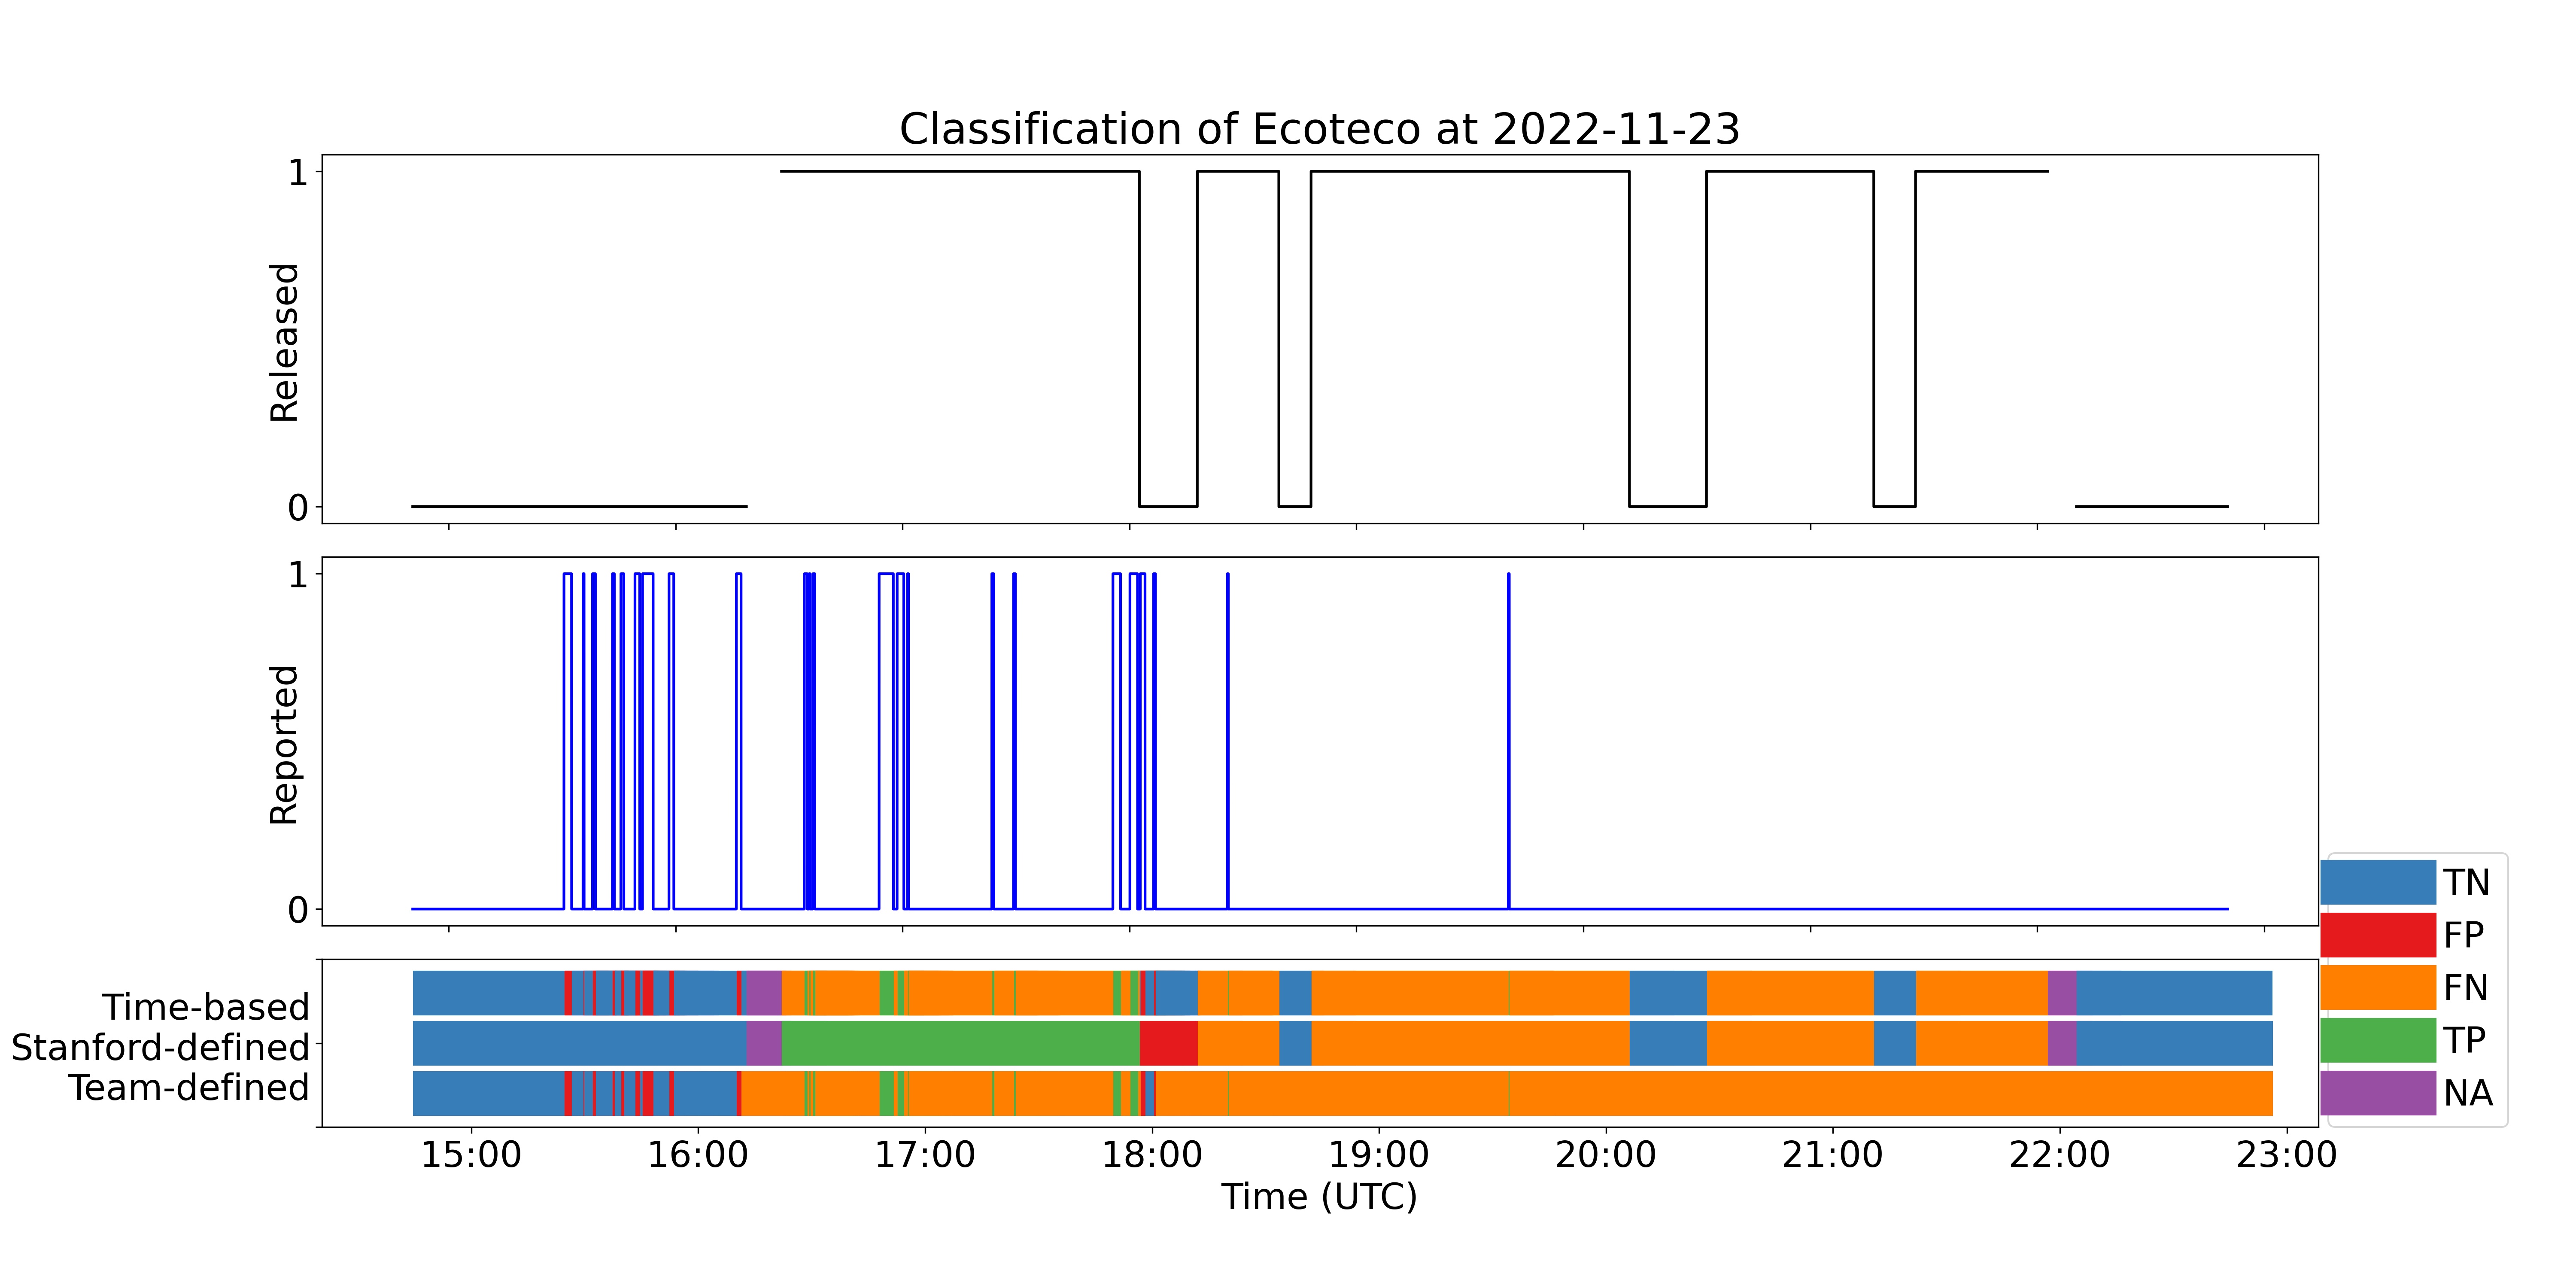 Classification of Ecoteco at 2022-11-23
1
Released
0
1
Reported
0
TN
FP
FN
TP
NA
Time-based
Stanford-defined
Team-defined
15:00 16:00 17:00 18:00 19:00 20:00 21:00 22:00 23:00
Time (UTC)